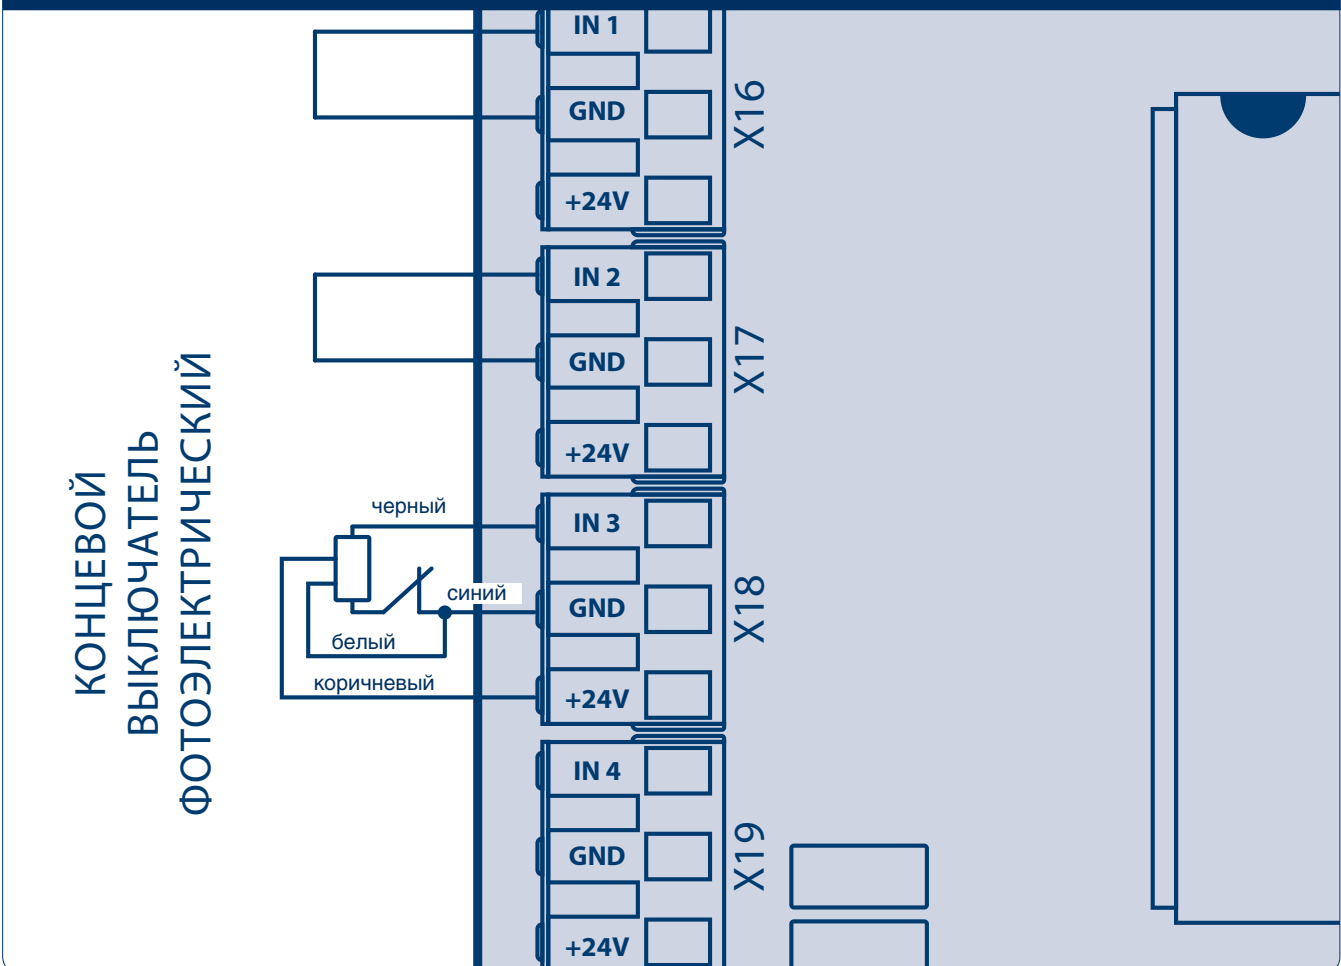 IN 1
GND
+24V
X16
IN 2
GND
+24V
X17
КОНЦЕВОЙ
ВЫКЛЮЧАТЕЛЬ
ФОТОЭЛЕКТРИЧЕСКИЙ
черный
синий
белый
коричневый
IN 3
GND
+24V
X18
IN 4
GND
+24V
X19